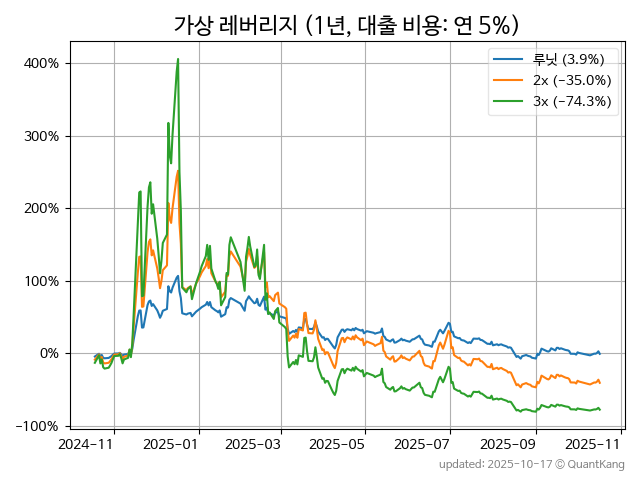 가상 레버리지 (1년, 대출 비용: 연 5%)
루닛 (3.9%)
2x (−35.0%)
3x (−74.3%)
400%
300%
200%
100%
0%
−100%
2024-11
2025-01
2025-03
2025-05
2025-07
2025-09
2025-11
updated: 2025-10-17 © QuantKang